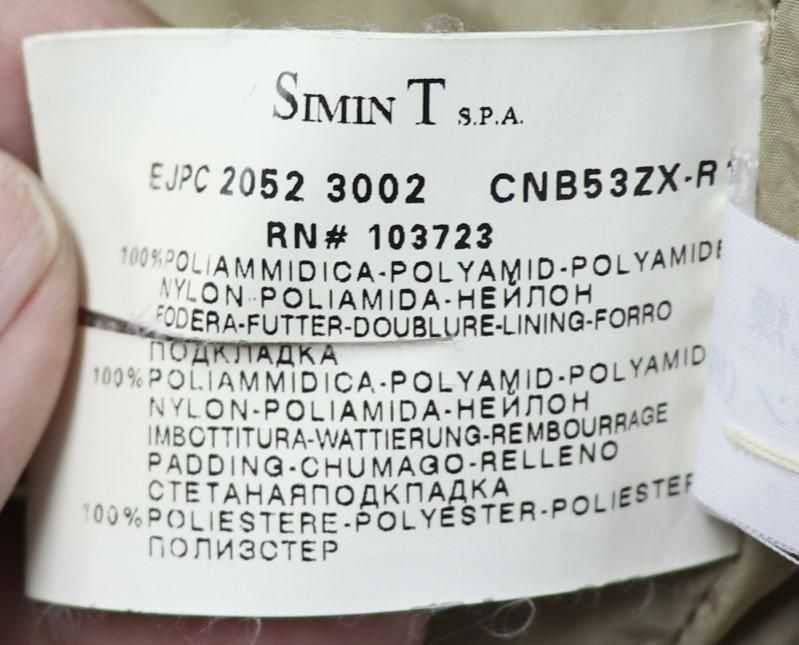 SIMIN T S.P.A.
EJPC 2052 3002 CNB53ZX-R
RN# 103723
100% POLIAMMIDICA-POLYAMID-POLYAMIDE
NYLON-POLIAMIDA-НЕЙЛОН
FODERA-FUTTER-DOUBLURE-LINING-FORRO
ПОДКЛАДКА
100% POLIAMMIDICA-POLYAMID-POLYAMID
NYLON-POLIAMIDA-НЕЙЛОН
IMBOTTITURA-WATTIERUNG-REMBOURRAGE
PADDING-CHUMAGO-RELLENO
СТЕТАНАЯПОДКПАДКА
100% POLIESTERE-POLYESTER-POLIESTER
ПОЛИЗСТЕР